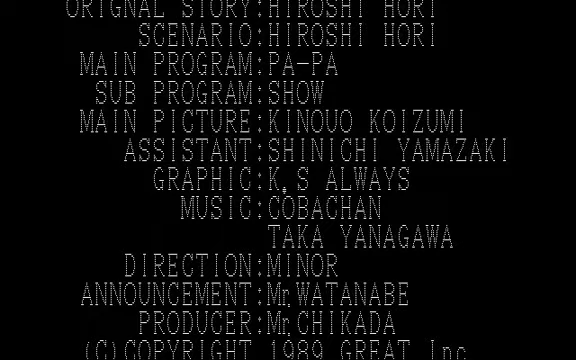 ORIGNAL STORY:HIROSHI HORI
SCENARIO:HIROSHI HORI
MAIN PROGRAM:PA-PA
SUB PROGRAM:SHOW
MAIN PICTURE:KINOUO KOIZUMI
ASSISTANT:SHINICHI YAMAZAKI
GRAPHIC:K.S ALWAYS
MUSIC:COBACHAN
TAKA YANAGAWA
DIRECTION:MINOR
ANNOUNCEMENT:Mr.WATANABE
PRODUCER:Mr.CHIKADA
(C)COPYRIGHT 1989 GREAT Inc